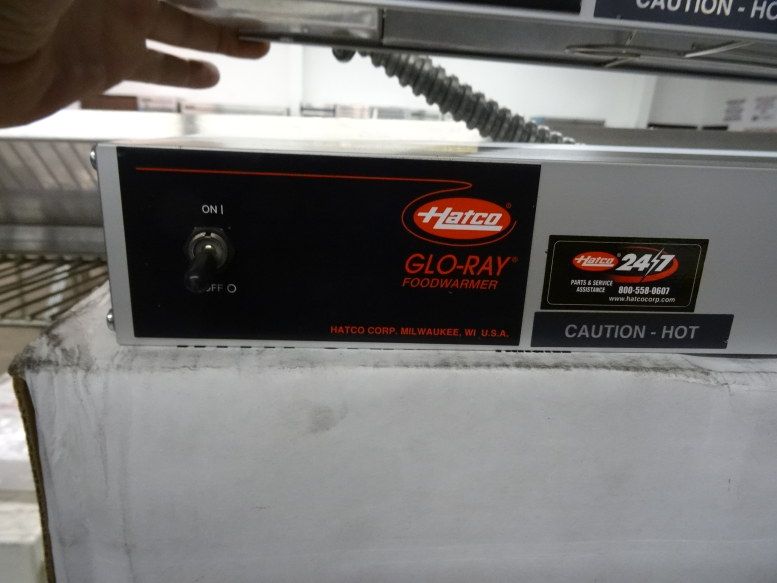 CAUTION - HO
ON |
OFF O
Hatco®
GLO-RAY®
FOODWARMER
HATCO CORP. MILWAUKEE, WI U.S.A.
Hatco 24/7
PARTS & SERVICE
ASSISTANCE 800-558-0607
www.hatcocorp.com
CAUTION - HOT